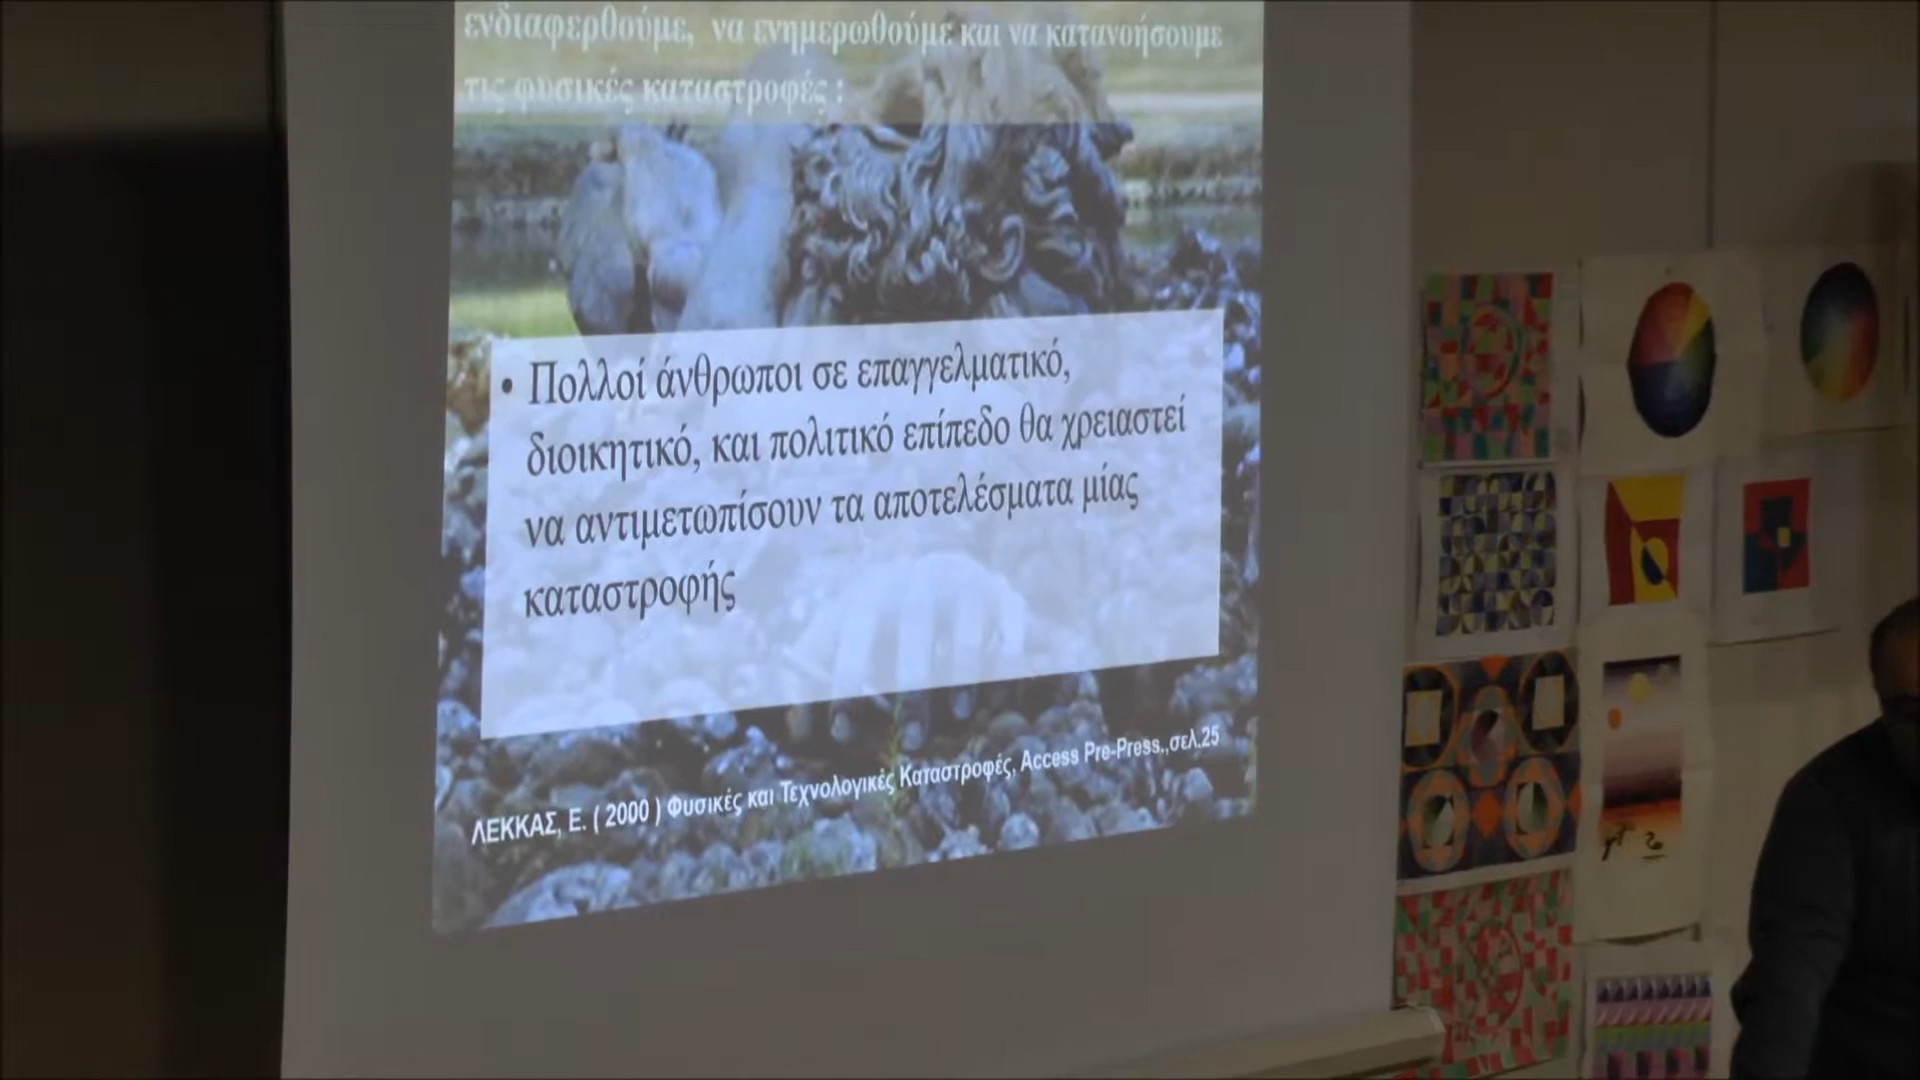 ενδιαφερθούμε, να ενημερωθούμε και να κατανοήσουμε
τις φυσικές καταστροφές :
• Πολλοί άνθρωποι σε επαγγελματικό,
διοικητικό, και πολιτικό επίπεδο θα χρειαστεί
να αντιμετωπίσουν τα αποτελέσματα μίας
καταστροφής
ΛΕΚΚΑΣ, Ε. ( 2000 ) Φυσικές και Τεχνολογικές Καταστροφές, Access Pre-Press.,σελ.25